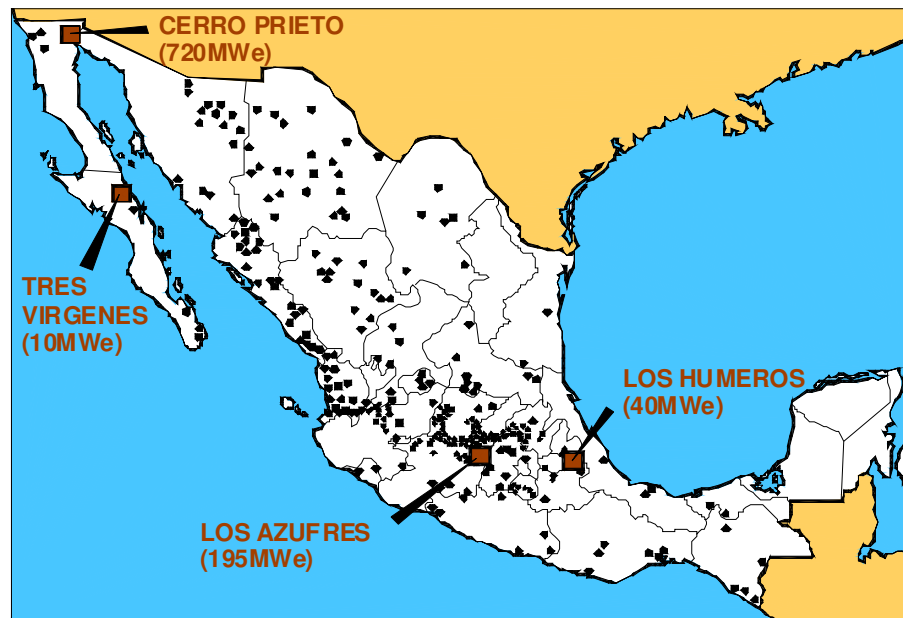 CERRO PRIETO
(720MWe)
TRES
VIRGENES
(10MWe)
LOS HUMEROS
(40MWe)
LOS AZUFRES
(195MWe)